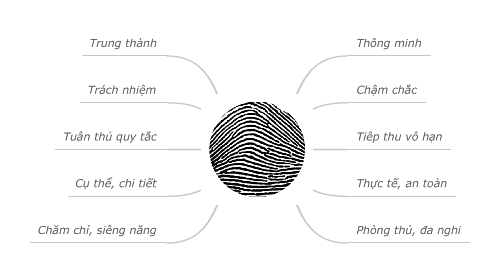 Trung thành
Thông minh
Trách nhiệm
Chậm chắc
Tuân thủ quy tắc
Tiếp thu vô hạn
Cụ thể, chi tiết
Thực tế, an toàn
Chăm chỉ, siêng năng
Phòng thủ, đa nghi